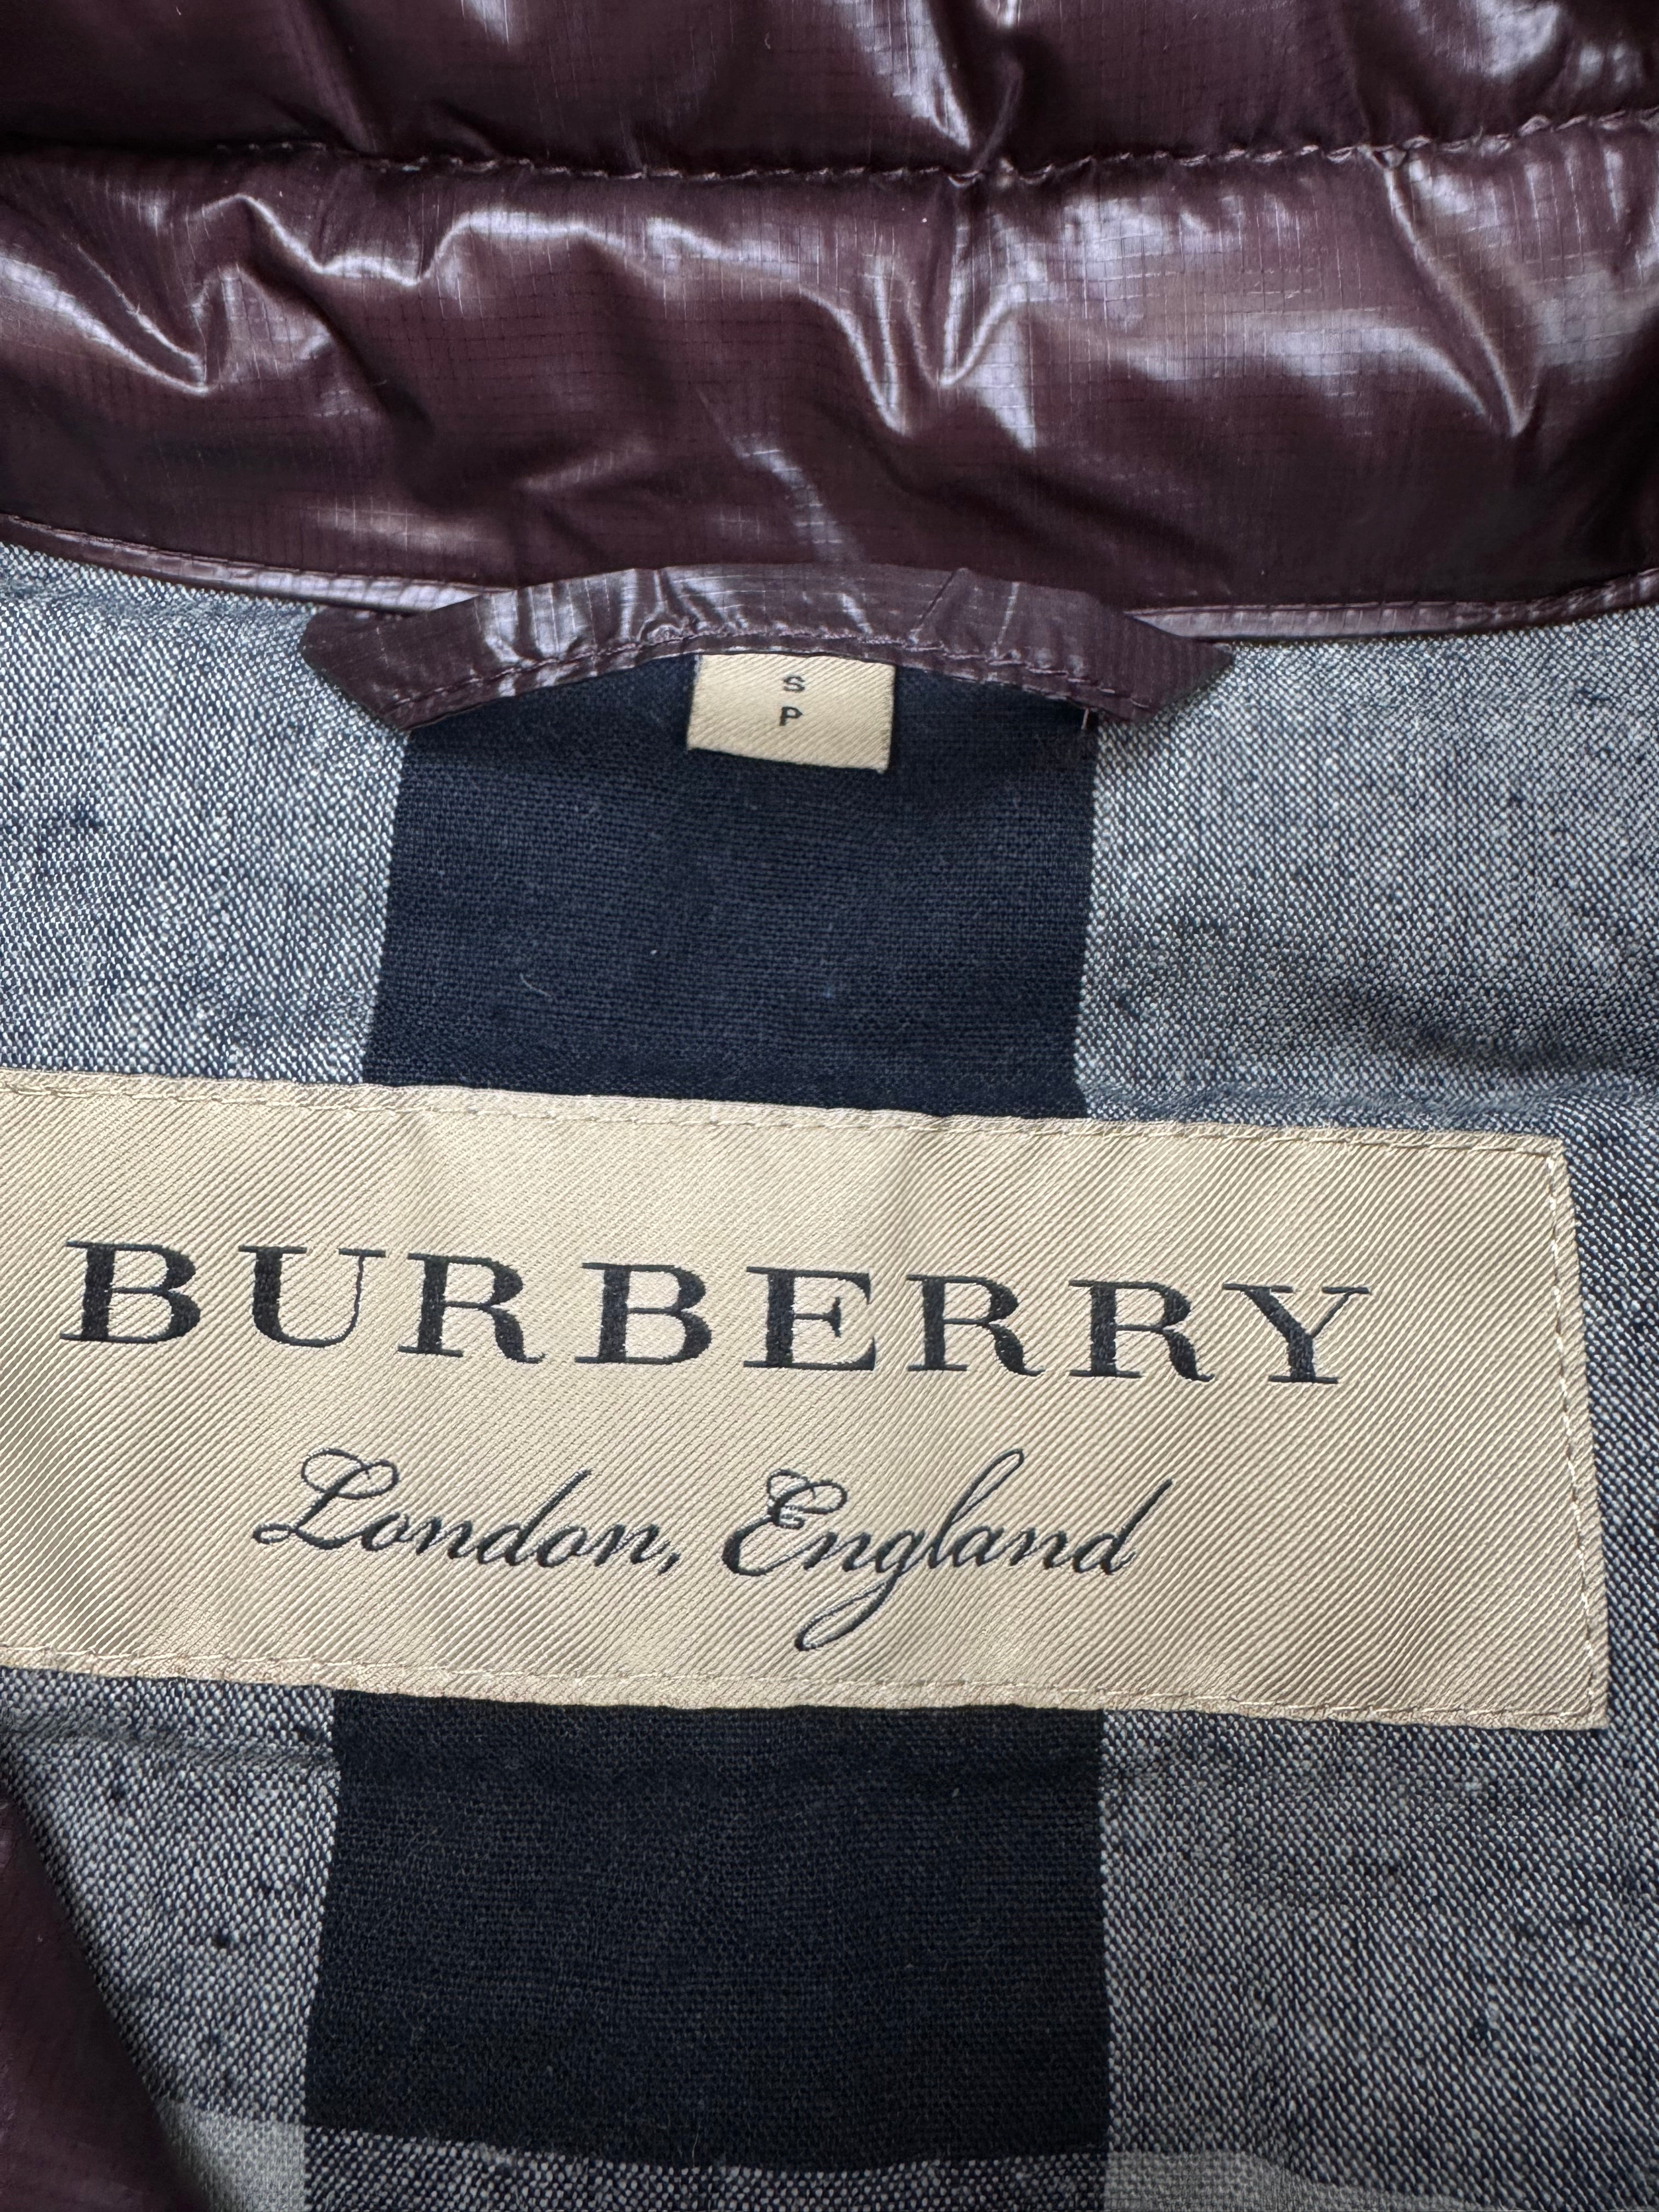 S
P
BURBERRY
London, England